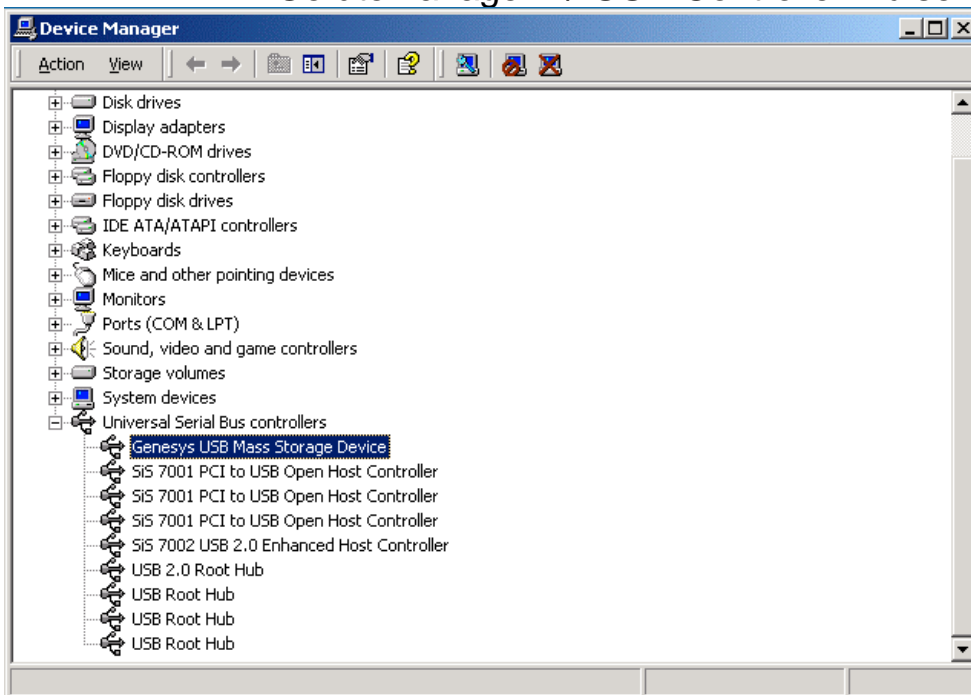 Device Manager
Action View
Disk drives
Display adapters
DVD/CD-ROM drives
Floppy disk controllers
Floppy disk drives
IDE ATA/ATAPI controllers
Keyboards
Mice and other pointing devices
Monitors
Ports (COM & LPT)
Sound, video and game controllers
Storage volumes
System devices
Universal Serial Bus controllers
Genesys USB Mass Storage Device
SiS 7001 PCI to USB Open Host Controller
SiS 7001 PCI to USB Open Host Controller
SiS 7001 PCI to USB Open Host Controller
SiS 7002 USB 2.0 Enhanced Host Controller
USB 2.0 Root Hub
USB Root Hub
USB Root Hub
USB Root Hub